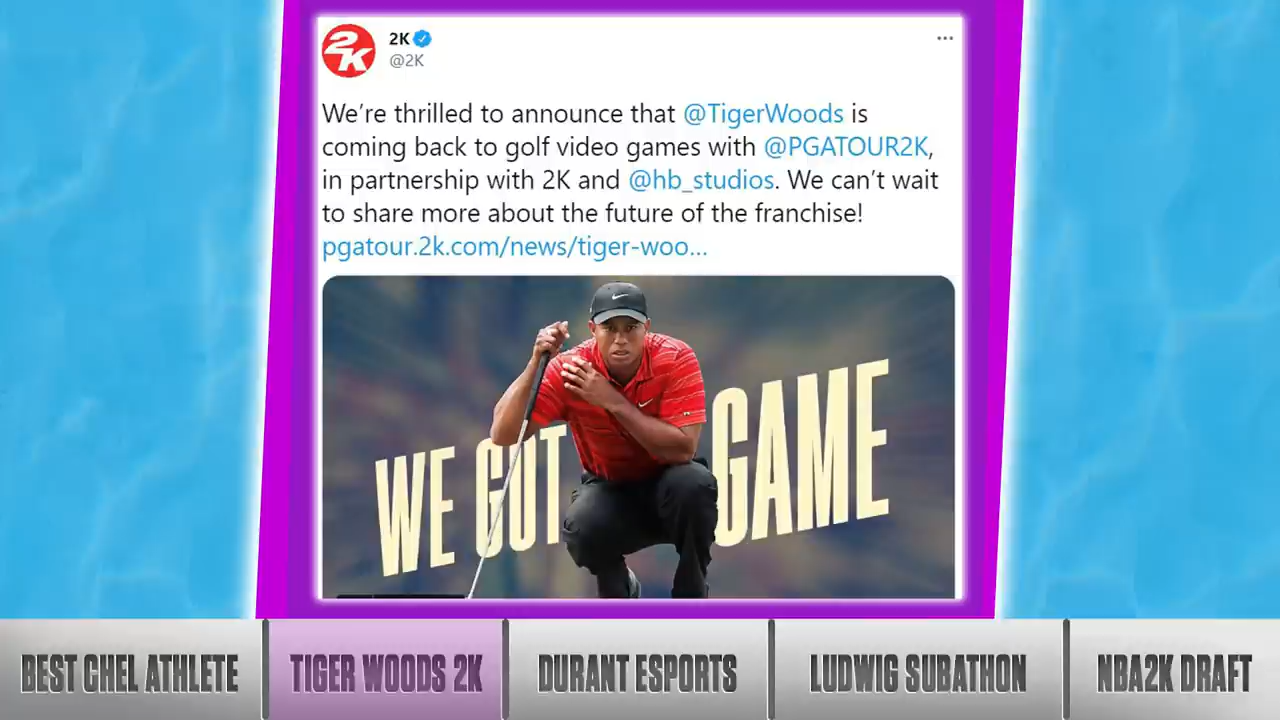 2K
2K
@2K
We're thrilled to announce that @TigerWoods is
coming back to golf video games with @PGATOUR2K,
in partnership with 2K and @hb_studios. We can't wait
to share more about the future of the franchise!
pgatour.2k.com/news/tiger-woo...
WE GOT GAME
BEST CHEL ATHLETE
TIGER WOODS 2K
DURANT ESPORTS
LUDWIG SUBATHON
NBA2K DRAFT